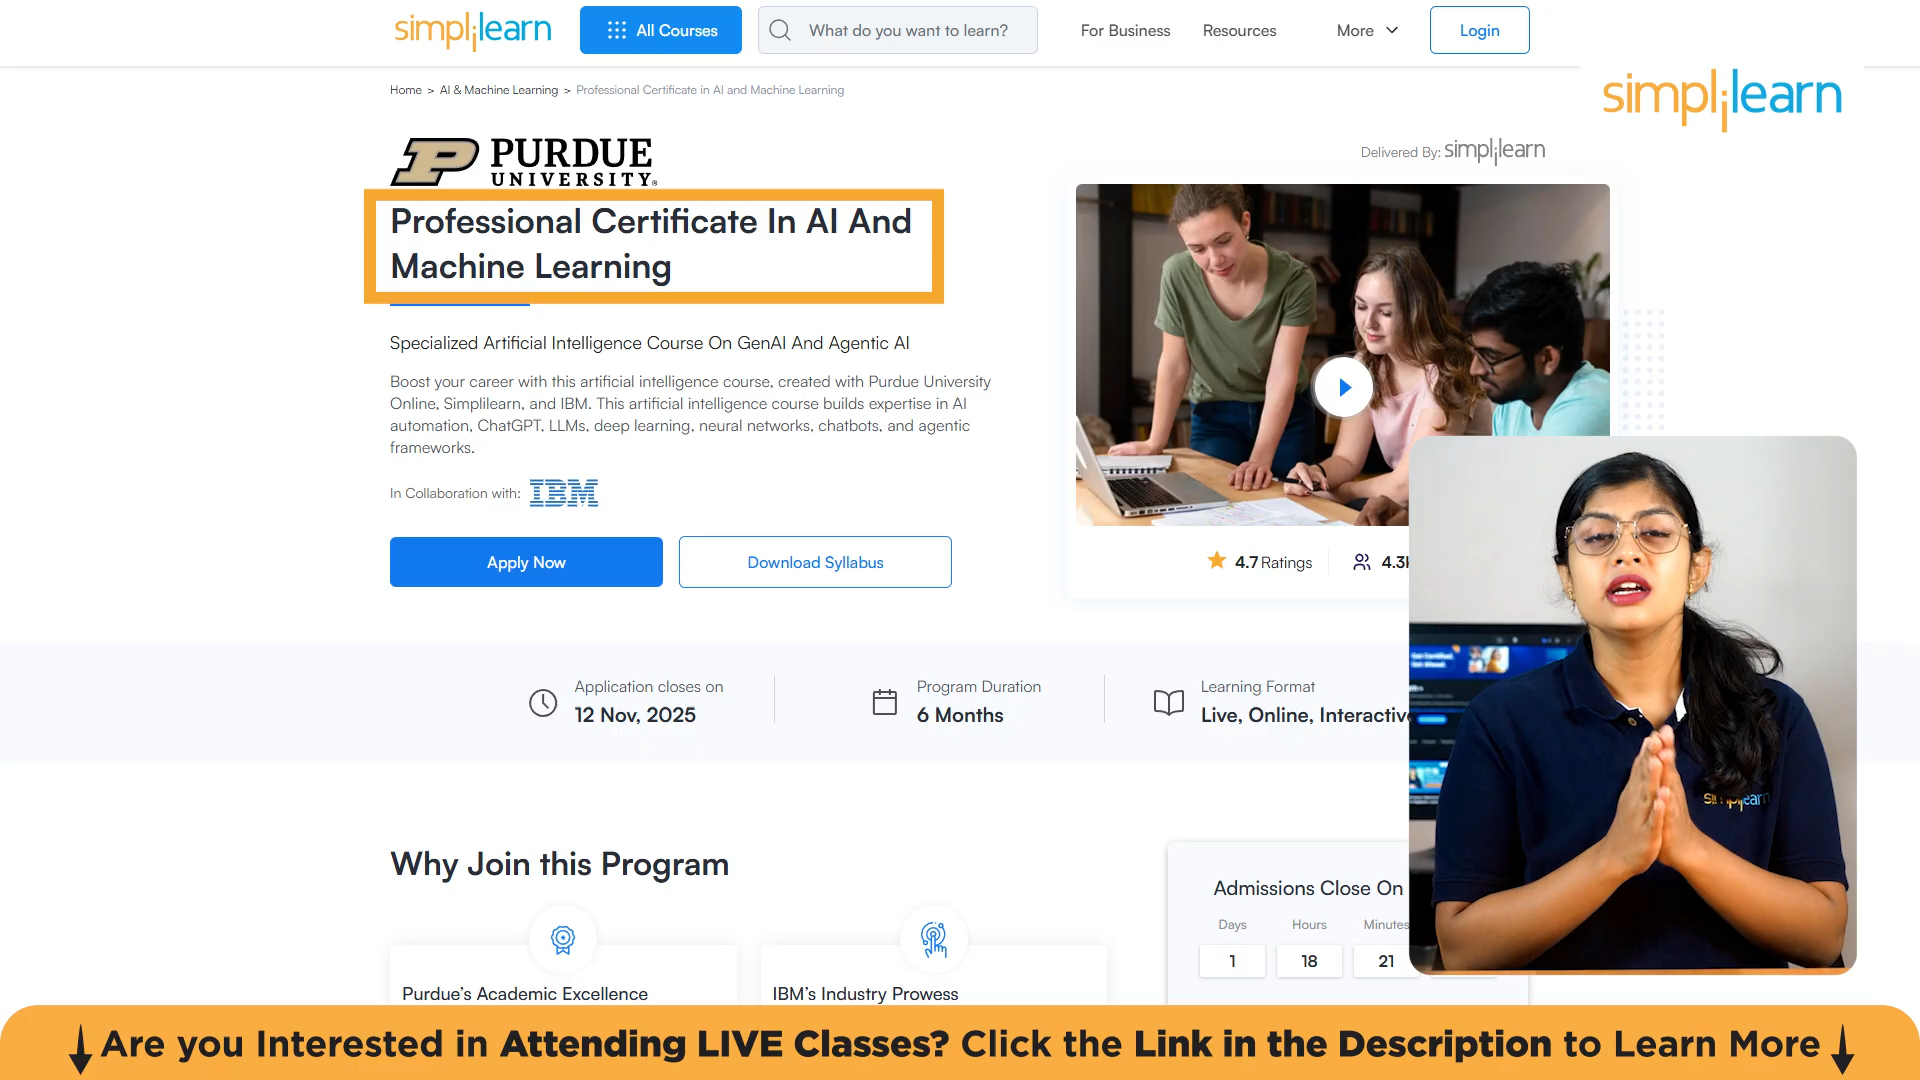 simplilearn
All Courses
What do you want to learn?
For Business
Resources
More
Login
Home > AI & Machine Learning > Professional Certificate in AI and Machine Learning
simplilearn
PURDUE
UNIVERSITY®
Delivered By: simplilearn
Professional Certificate In AI And
Machine Learning
Specialized Artificial Intelligence Course On GenAI And Agentic AI
Boost your career with this artificial intelligence course, created with Purdue University
Online, Simplilearn, and IBM. This artificial intelligence course builds expertise in AI
automation, ChatGPT, LLMs, deep learning, neural networks, chatbots, and agentic
frameworks.
In Collaboration with: IBM
Apply Now
Download Syllabus
4.7 Ratings
4.3k
Application closes on
12 Nov, 2025
Program Duration
6 Months
Learning Format
Live, Online, Interactive
simplilearn
Why Join this Program
Admissions Close On
Days
Hours
Minutes
1
18
21
Purdue's Academic Excellence
IBM's Industry Prowess
Are you Interested in Attending LIVE Classes? Click the Link in the Description to Learn More